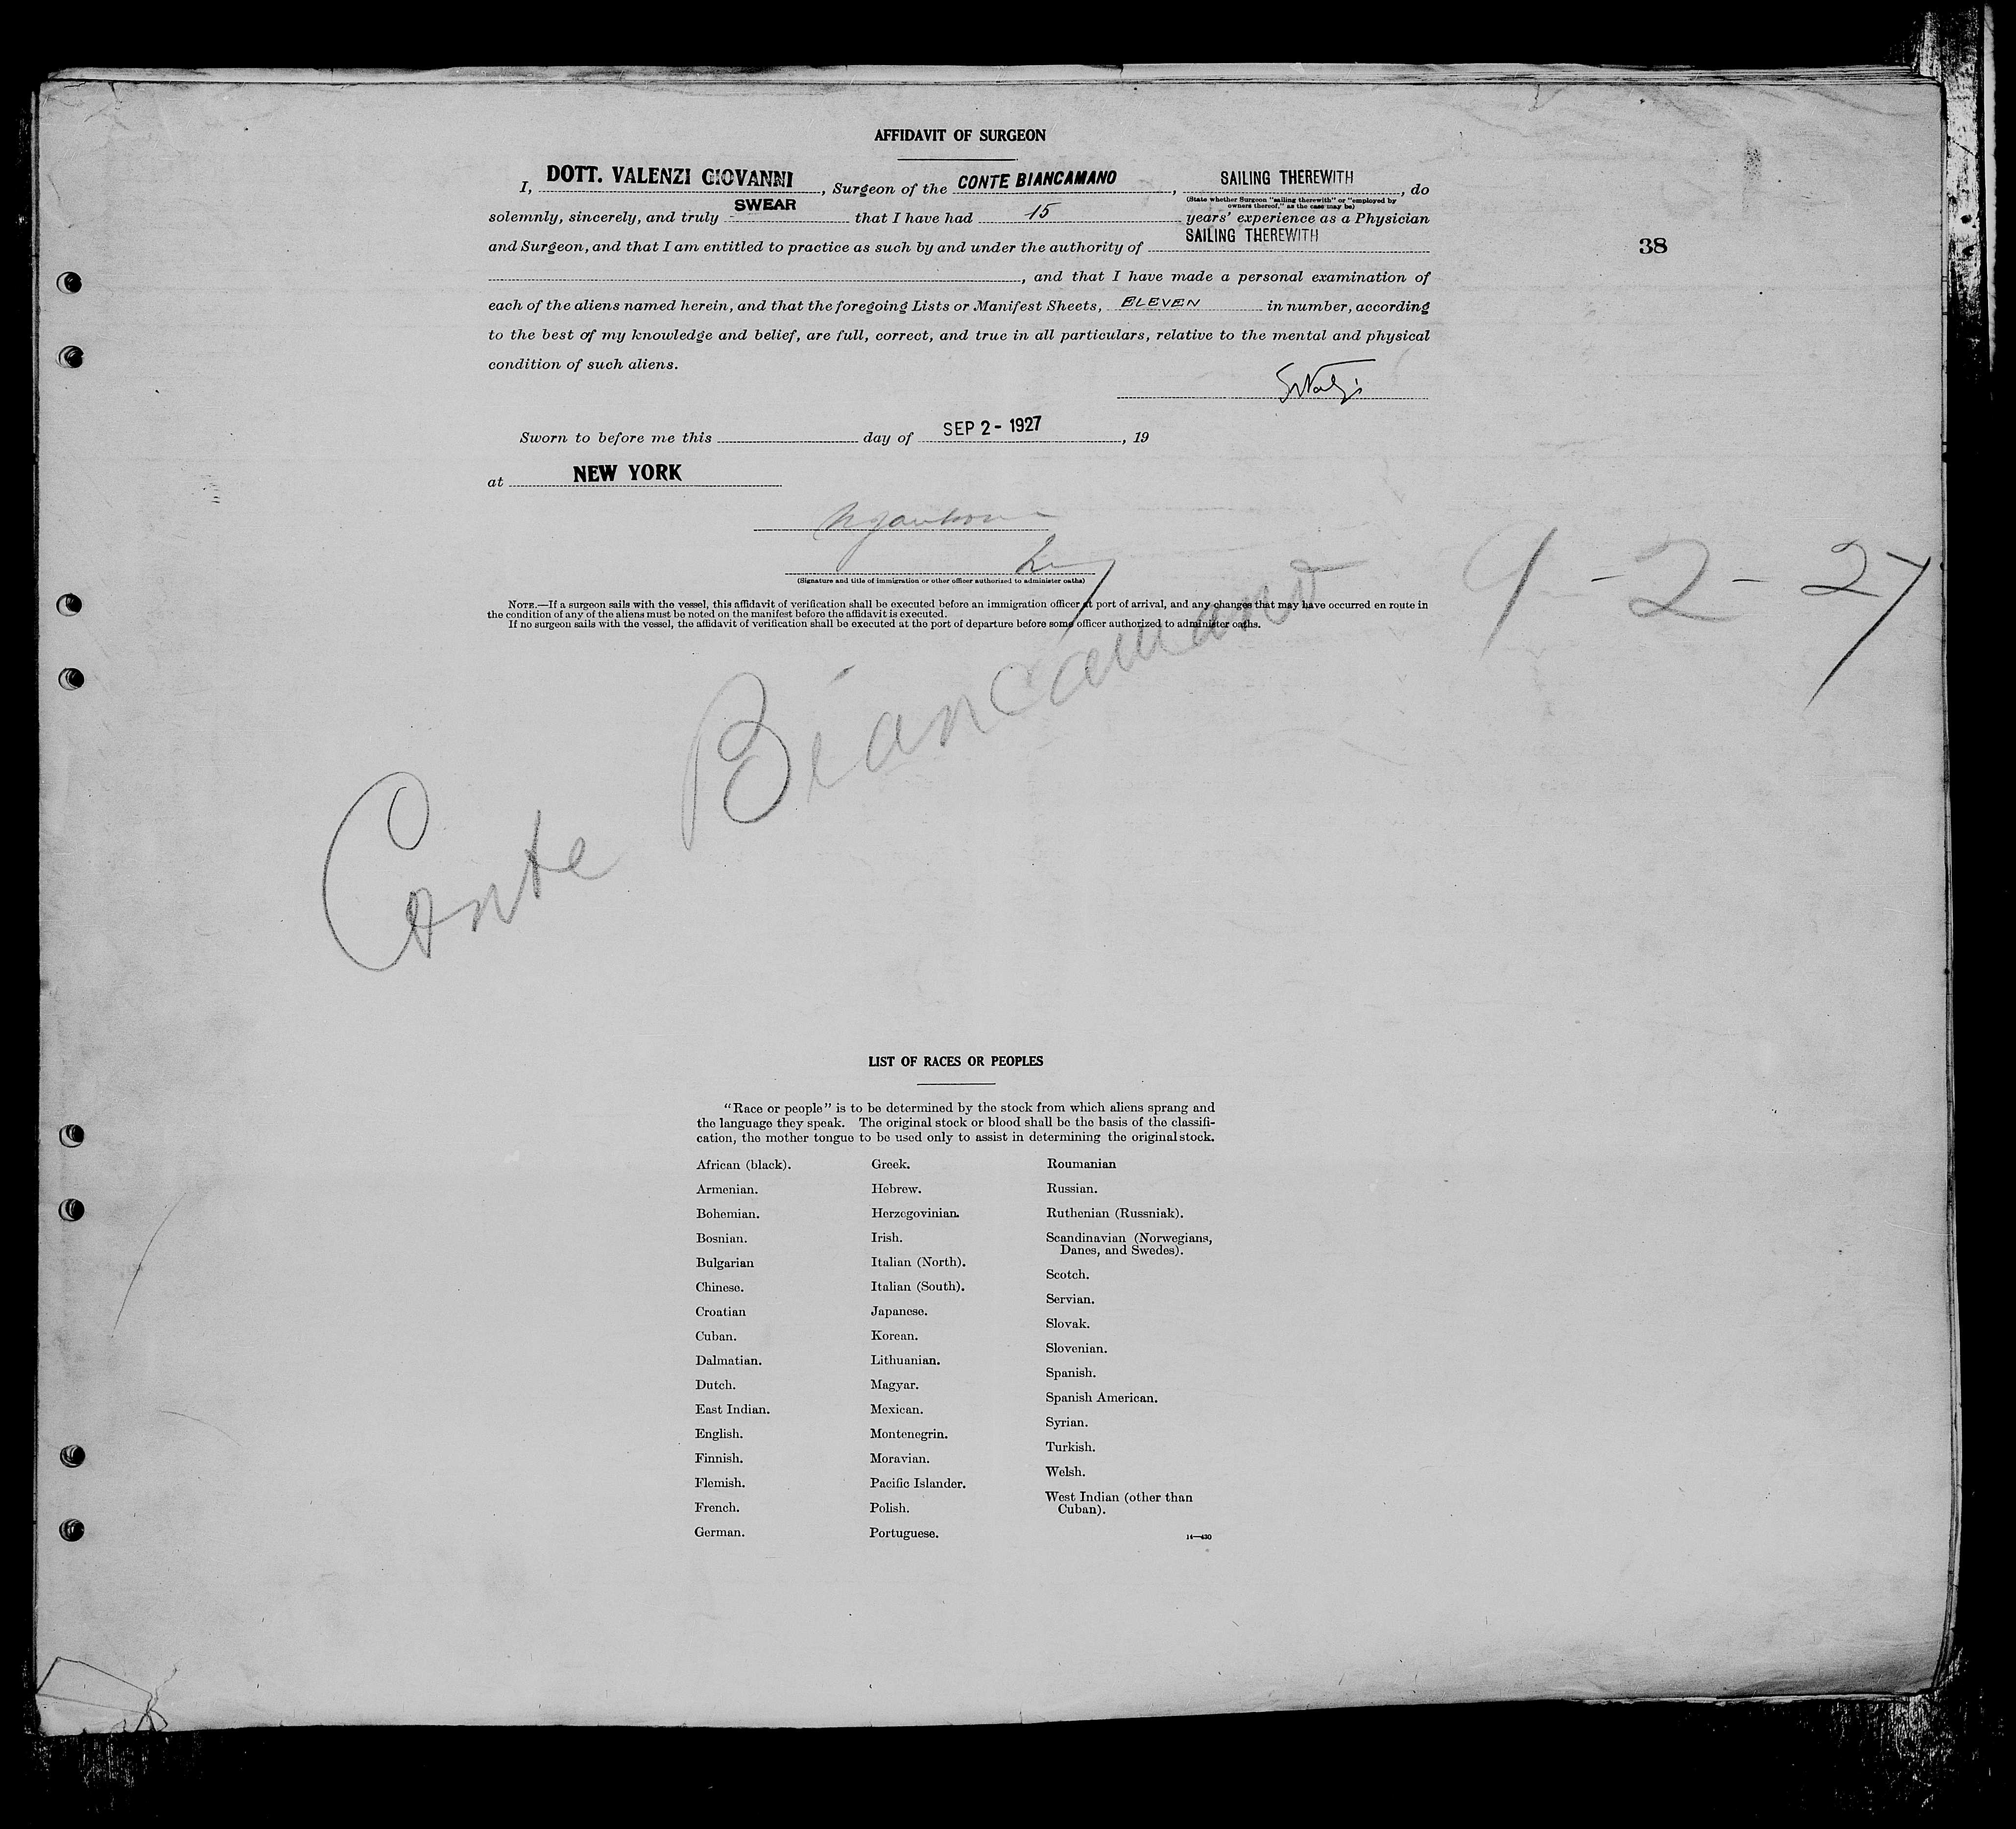 AFFIDAVIT OF SURGEON
I, DOTT. VALENZI GIOVANNI, Surgeon of the CONTE BIANCAMANO, SAILING THEREWITH, do
(State whether Surgeon "sailing therewith" or "employed by
owners thereof," as the case may be)
solemnly, sincerely, and truly SWEAR that I have had 15 years' experience as a Physician
and Surgeon, and that I am entitled to practice as such by and under the authority of SAILING THEREWITH
38
, and that I have made a personal examination of
each of the aliens named herein, and that the foregoing Lists or Manifest Sheets, ELEVEN in number, according
to the best of my knowledge and belief, are full, correct, and true in all particulars, relative to the mental and physical
condition of such aliens.
Sworn to before me this day of SEP 2 - 1927, 19
at NEW YORK
(Signature and title of immigration or other officer authorized to administer oaths)
NOTE.—If a surgeon sails with the vessel, this affidavit of verification shall be executed before an immigration officer at port of arrival, and any changes that may have occurred en route in
the condition of any of the aliens must be noted on the manifest before the affidavit is executed.
If no surgeon sails with the vessel, the affidavit of verification shall be executed at the port of departure before some officer authorized to administer oaths.
Conte Biancamano 9-2-27
LIST OF RACES OR PEOPLES
"Race or people" is to be determined by the stock from which aliens sprang and
the language they speak. The original stock or blood shall be the basis of the classifi-
cation, the mother tongue to be used only to assist in determining the original stock.
African (black).
Armenian.
Bohemian.
Bosnian.
Bulgarian
Chinese.
Croatian
Cuban.
Dalmatian.
Dutch.
East Indian.
English.
Finnish.
Flemish.
French.
German.
Greek.
Hebrew.
Herzegovinian.
Irish.
Italian (North).
Italian (South).
Japanese.
Korean.
Lithuanian.
Magyar.
Mexican.
Montenegrin.
Moravian.
Pacific Islander.
Polish.
Portuguese.
Roumanian
Russian.
Ruthenian (Russniak).
Scandinavian (Norwegians,
Danes, and Swedes).
Scotch.
Servian.
Slovak.
Slovenian.
Spanish.
Spanish American.
Syrian.
Turkish.
Welsh.
West Indian (other than
Cuban).
14—430